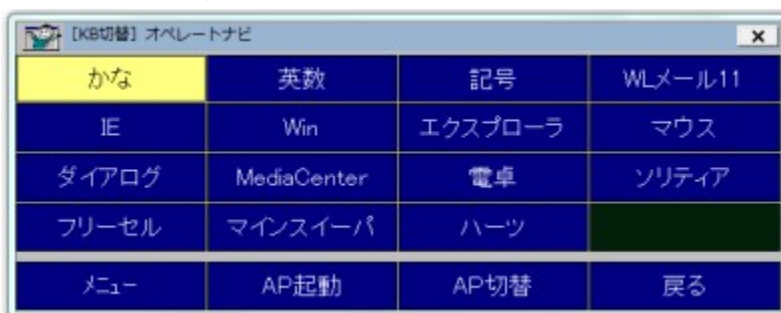 [KB切替] オペレートナビ
かな 英数 記号 WLメール11
IE Win エクスプローラ マウス
ダイアログ MediaCenter 電卓 ソリティア
フリーセル マインスイーパ ハーツ
メニュー AP起動 AP切替 戻る